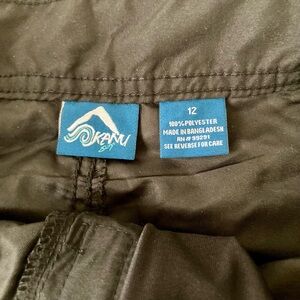 KANU
12
100% POLYESTER
MADE IN BANGLADESH
RN# 99291
SEE REVERSE FOR CARE